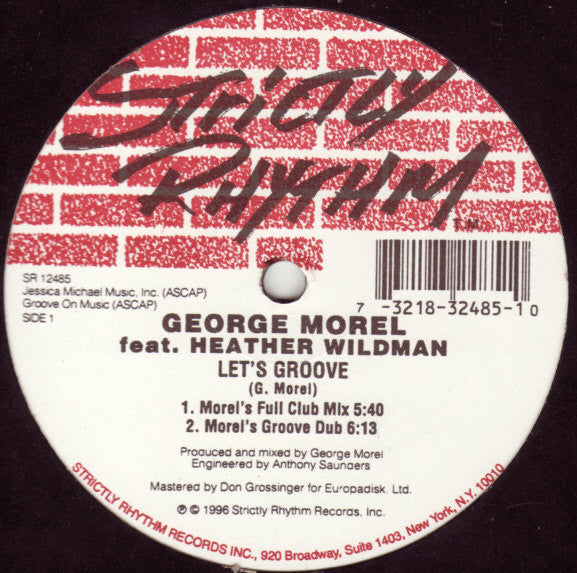 STRICTLY
RHYTHM
T.M.
SR 12485
Jessica Michael Music, Inc. (ASCAP)
Groove On Music (ASCAP)
SIDE 1
7 -3218-32485-1 0
GEORGE MOREL
feat. HEATHER WILDMAN
LET'S GROOVE
(G. Morel)
1. Morel's Full Club Mix 5:40
2. Morel's Groove Dub 6:13
Produced and mixed by George Morel
Engineered by Anthony Saunders
Mastered by Don Grossinger for Europadisk, Ltd.
℗ © 1996 Strictly Rhythm Records, Inc.
STRICTLY RHYTHM RECORDS INC., 920 Broadway, Suite 1403, New York, N.Y. 10010